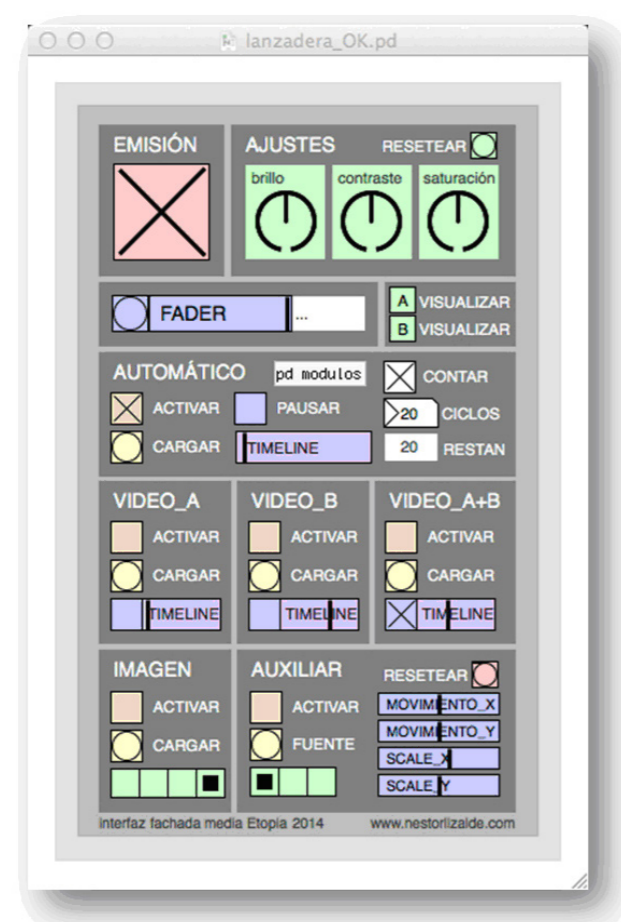 lanzadera_OK.pd
EMISIÓN
AJUSTES
RESETEAR
brillo
contraste
saturación
FADER
...
A VISUALIZAR
B VISUALIZAR
AUTOMÁTICO
pd modulos
CONTAR
ACTIVAR
PAUSAR
20 CICLOS
CARGAR
TIMELINE
20 RESTAN
VIDEO_A
ACTIVAR
CARGAR
TIMELINE
VIDEO_B
ACTIVAR
CARGAR
TIMELINE
VIDEO_A+B
ACTIVAR
CARGAR
TIMELINE
IMAGEN
ACTIVAR
CARGAR
AUXILIAR
ACTIVAR
FUENTE
RESETEAR
MOVIMIENTO_X
MOVIMIENTO_Y
SCALE_X
SCALE_Y
interfaz fachada media Etopia 2014
www.nestorlizalde.com